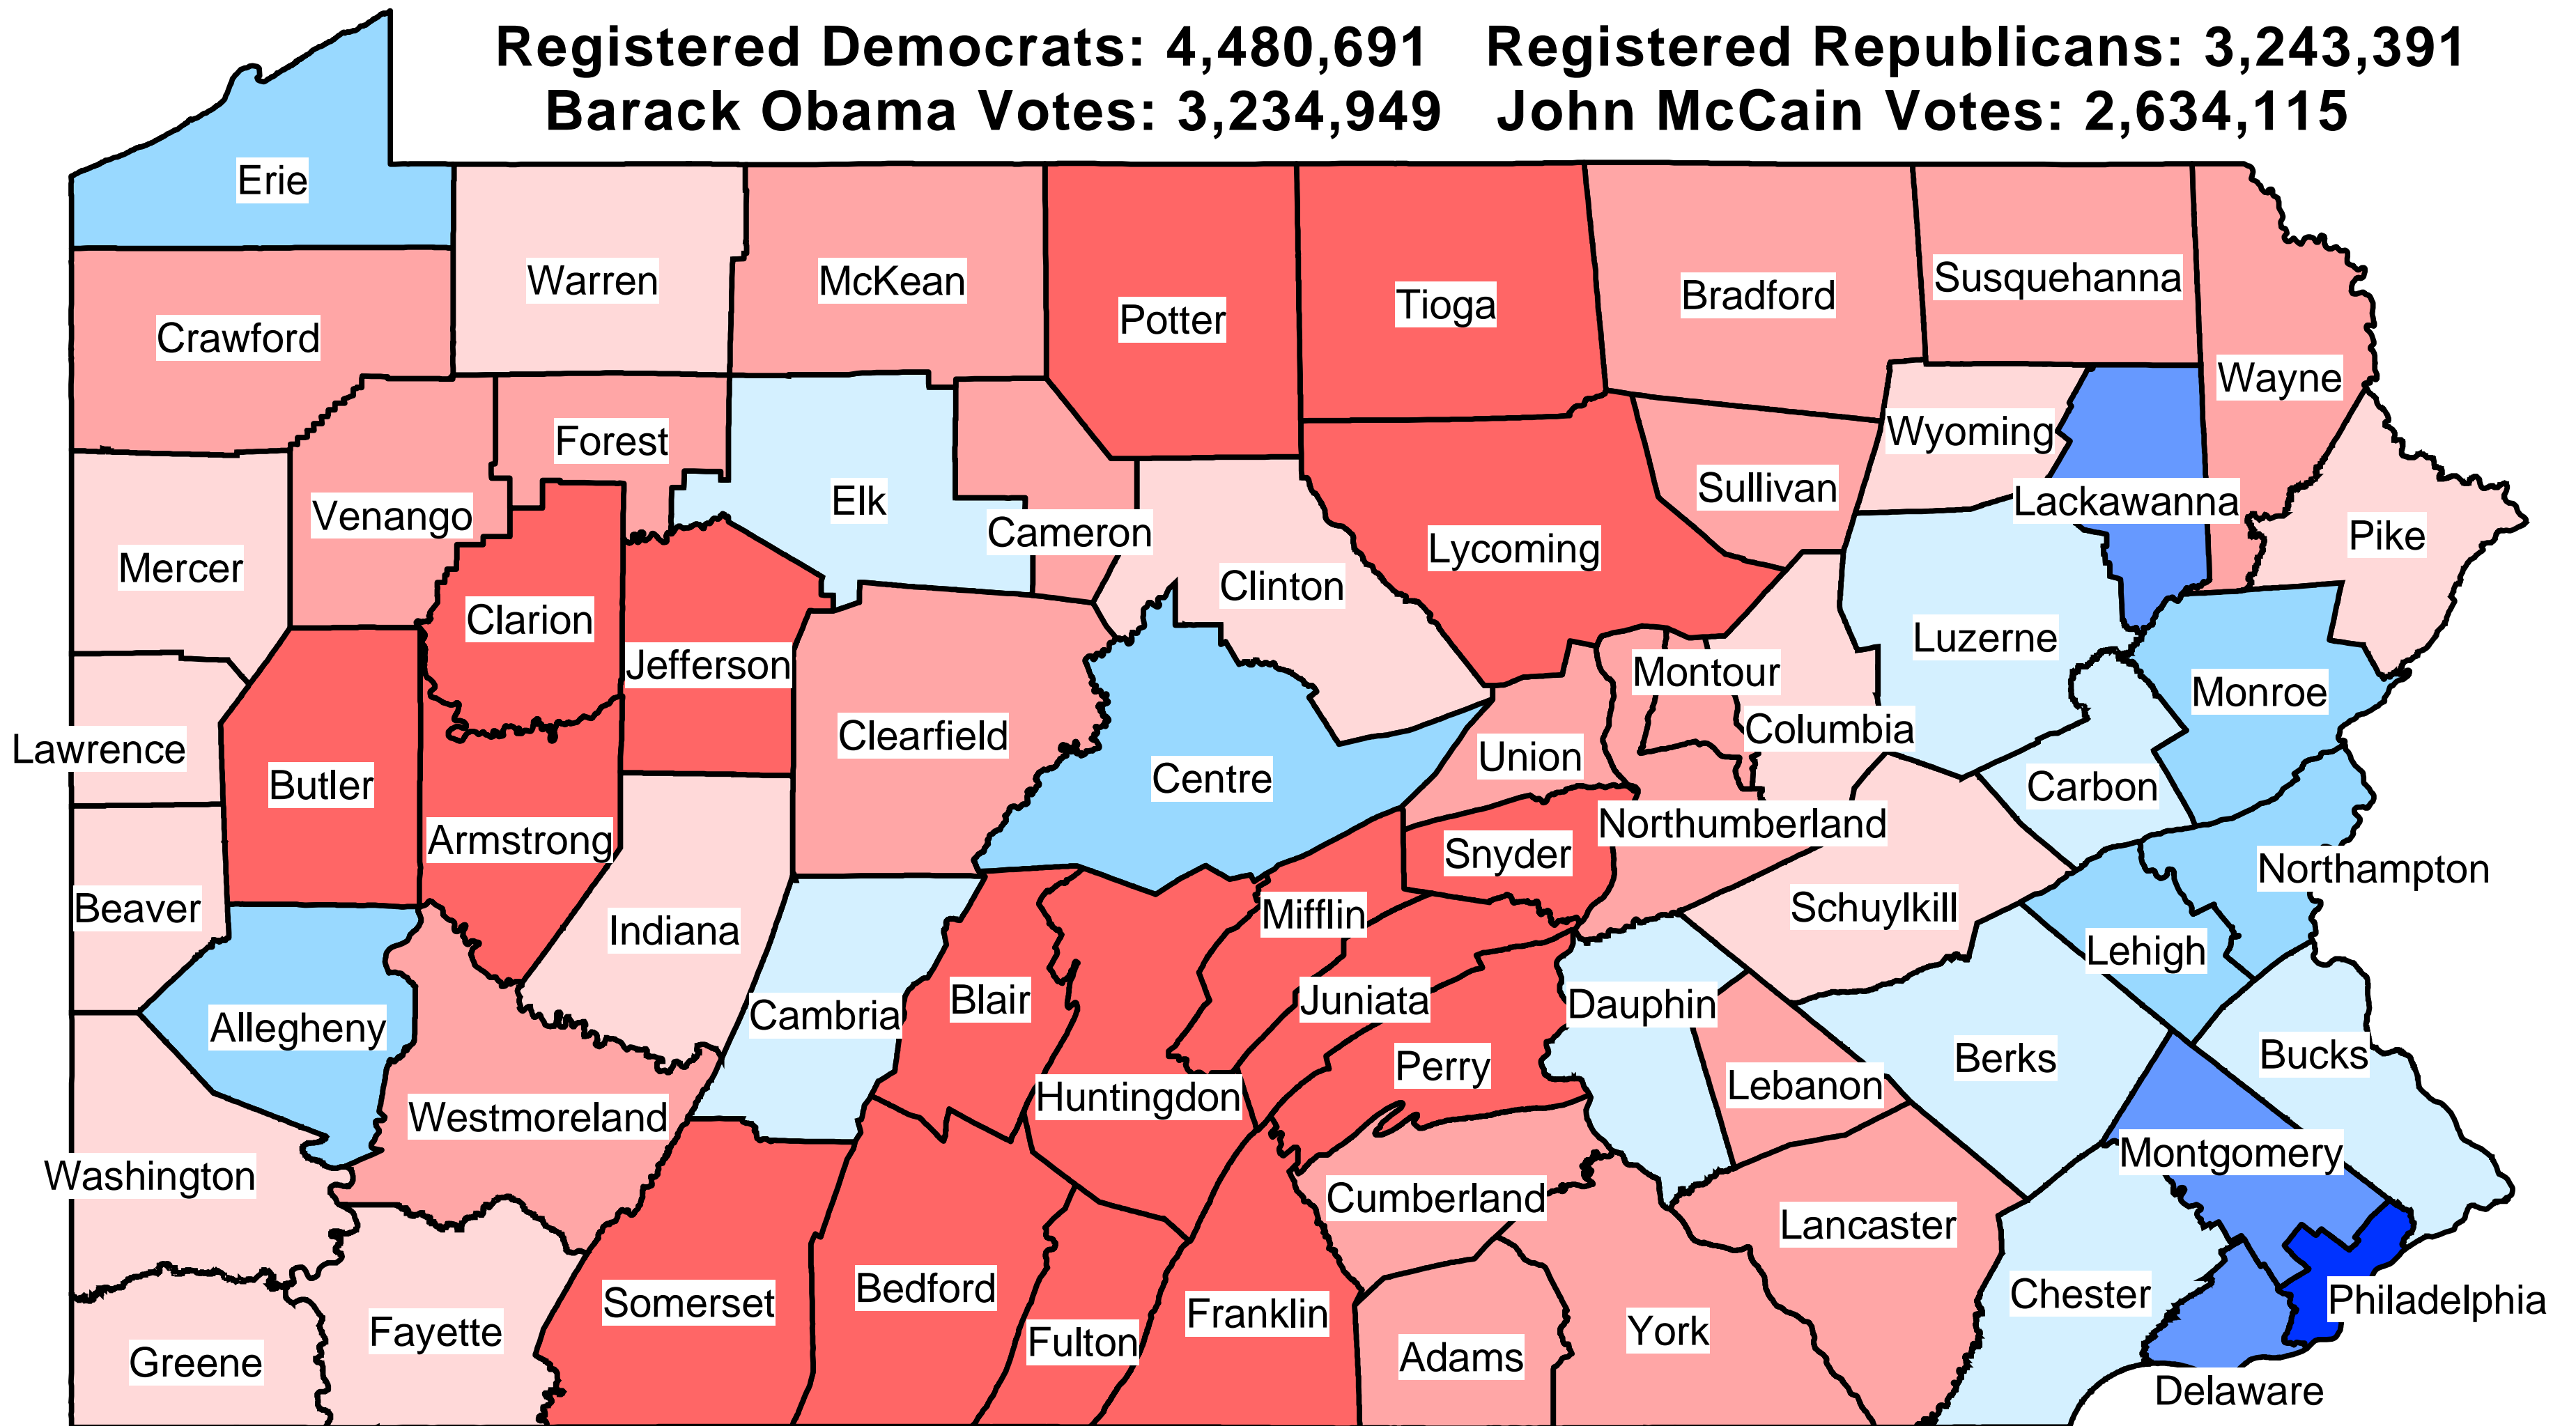 Registered Democrats: 4,480,691 Registered Republicans: 3,243,391
Barack Obama Votes: 3,234,949 John McCain Votes: 2,634,115
Erie
Warren
McKean
Potter
Tioga
Bradford
Susquehanna
Crawford
Wayne
Forest
Wyoming
Venango
Elk
Cameron
Sullivan
Lackawanna
Mercer
Clarion
Clinton
Lycoming
Pike
Jefferson
Montour
Luzerne
Monroe
Lawrence
Butler
Clearfield
Centre
Union
Columbia
Carbon
Armstrong
Snyder
Northumberland
Northampton
Beaver
Indiana
Mifflin
Schuylkill
Lehigh
Allegheny
Cambria
Blair
Juniata
Dauphin
Berks
Bucks
Westmoreland
Huntingdon
Perry
Lebanon
Washington
Montgomery
Cumberland
Lancaster
Greene
Fayette
Somerset
Bedford
Fulton
Franklin
Adams
York
Chester
Philadelphia
Delaware